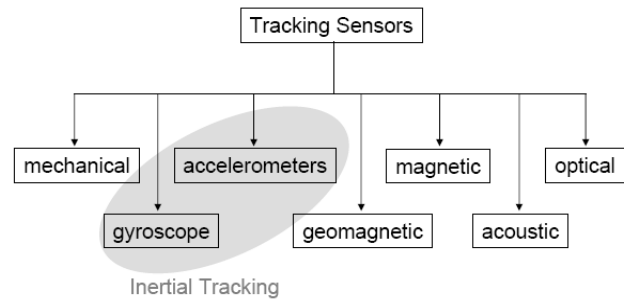 Tracking Sensors
mechanical
accelerometers
magnetic
optical
gyroscope
geomagnetic
acoustic
Inertial Tracking